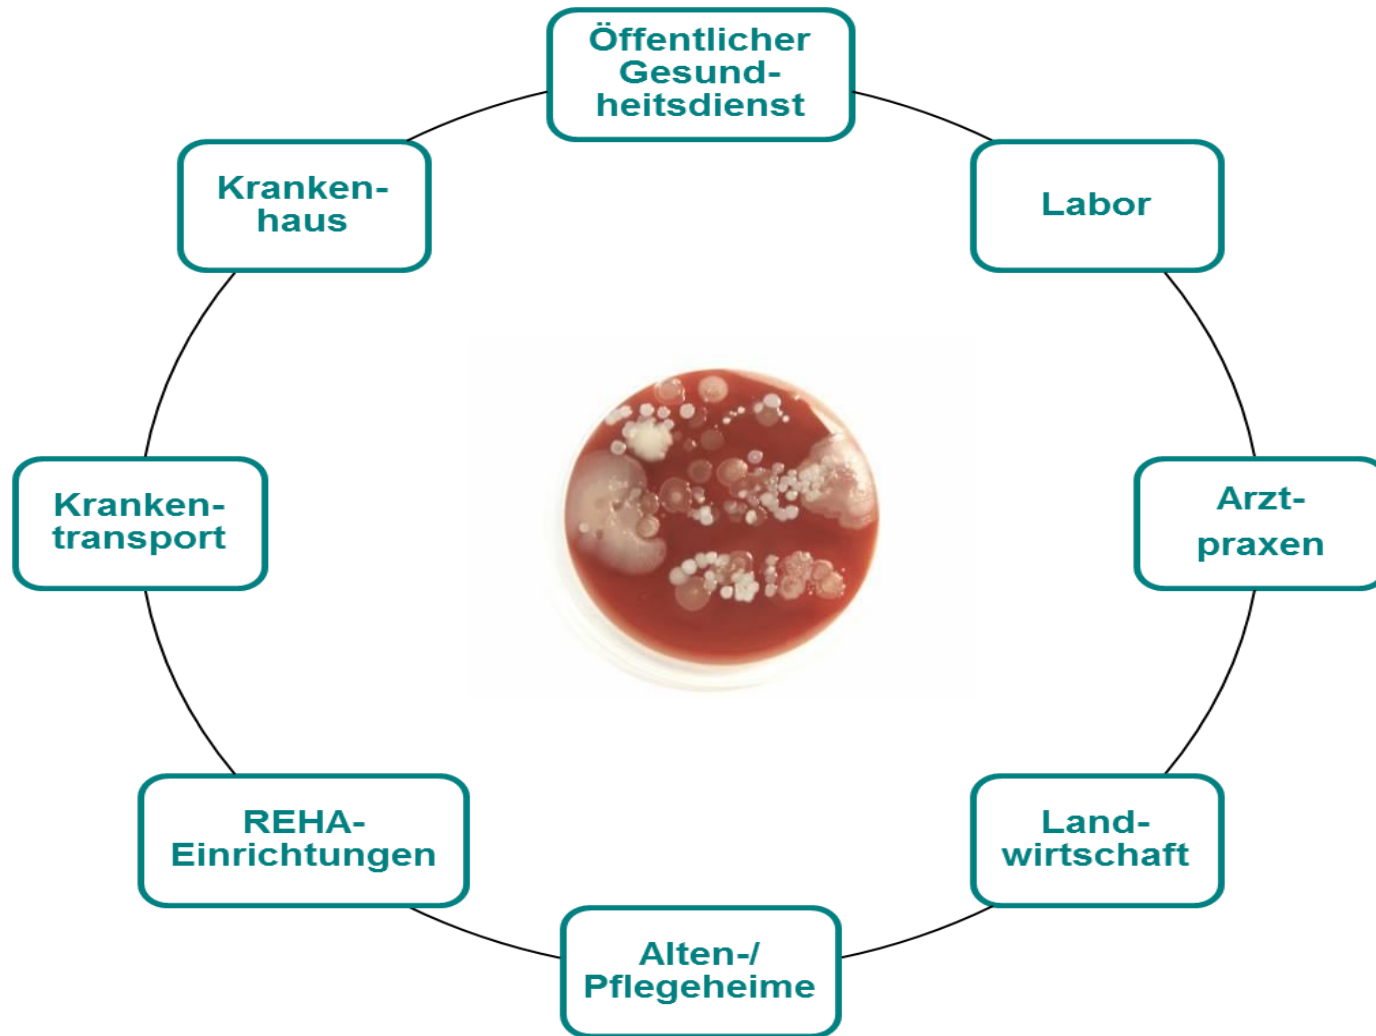 Öffentlicher
Gesund-
heitsdienst
Kranken-
haus
Labor
Kranken-
transport
Arzt-
praxen
REHA-
Einrichtungen
Land-
wirtschaft
Alten-/
Pflegeheime